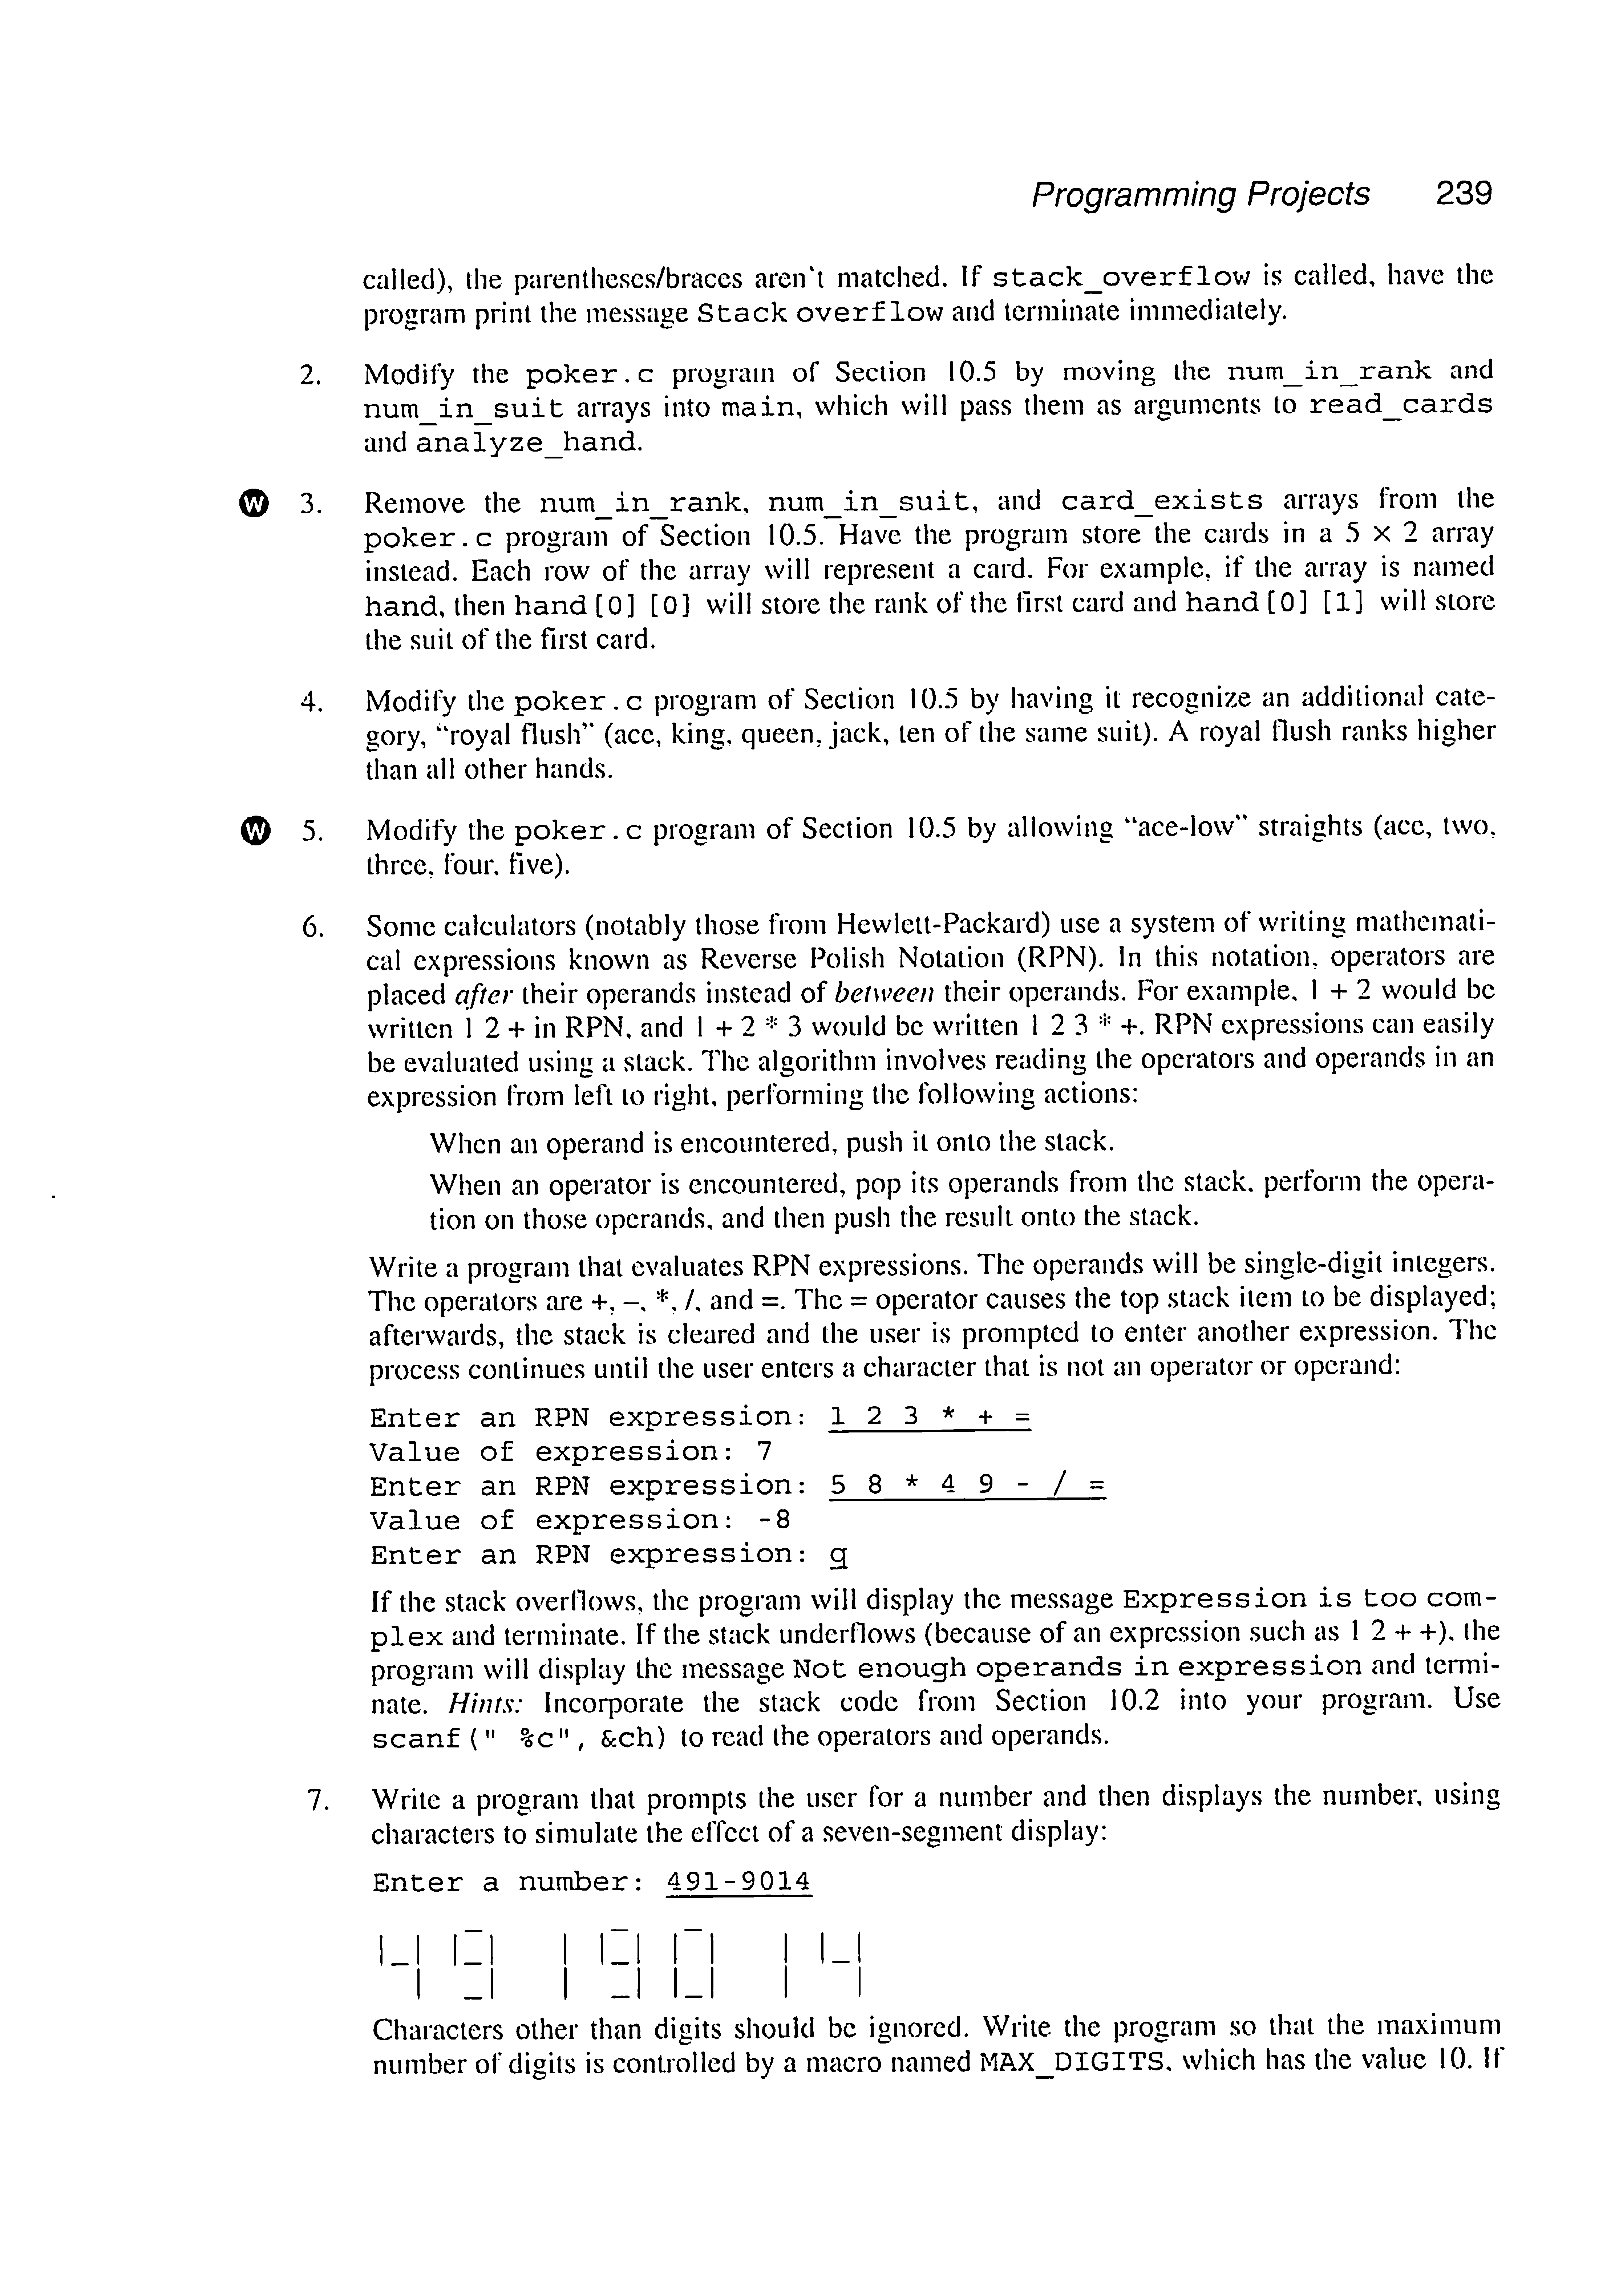 Programming Projects 239
called), the parentheses/braces aren't matched. If stack_overflow is called, have the
program print the message Stack overflow and terminate immediately.
2. Modify the poker.c program of Section 10.5 by moving the num_in_rank and
num_in_suit arrays into main, which will pass them as arguments to read_cards
and analyze_hand.
W 3. Remove the num_in_rank, num_in_suit, and card_exists arrays from the
poker.c program of Section 10.5. Have the program store the cards in a 5 × 2 array
instead. Each row of the array will represent a card. For example, if the array is named
hand, then hand[0][0] will store the rank of the first card and hand[0][1] will store
the suit of the first card.
4. Modify the poker.c program of Section 10.5 by having it recognize an additional cate-
gory, “royal flush” (ace, king, queen, jack, ten of the same suit). A royal flush ranks higher
than all other hands.
W 5. Modify the poker.c program of Section 10.5 by allowing “ace-low” straights (ace, two,
three, four, five).
6. Some calculators (notably those from Hewlett-Packard) use a system of writing mathemati-
cal expressions known as Reverse Polish Notation (RPN). In this notation, operators are
placed after their operands instead of between their operands. For example, 1 + 2 would be
written 1 2 + in RPN, and 1 + 2 * 3 would be written 1 2 3 * +. RPN expressions can easily
be evaluated using a stack. The algorithm involves reading the operators and operands in an
expression from left to right, performing the following actions:
When an operand is encountered, push it onto the stack.
When an operator is encountered, pop its operands from the stack, perform the opera-
tion on those operands, and then push the result onto the stack.
Write a program that evaluates RPN expressions. The operands will be single-digit integers.
The operators are +, –, *, /, and =. The = operator causes the top stack item to be displayed;
afterwards, the stack is cleared and the user is prompted to enter another expression. The
process continues until the user enters a character that is not an operator or operand:
Enter an RPN expression: 1 2 3 * + =
Value of expression: 7
Enter an RPN expression: 5 8 * 4 9 - / =
Value of expression: -8
Enter an RPN expression: q
If the stack overflows, the program will display the message Expression is too com-
plex and terminate. If the stack underflows (because of an expression such as 1 2 + +), the
program will display the message Not enough operands in expression and termi-
nate. Hints: Incorporate the stack code from Section 10.2 into your program. Use
scanf(" %c", &ch) to read the operators and operands.
7. Write a program that prompts the user for a number and then displays the number, using
characters to simulate the effect of a seven-segment display:
Enter a number: 491-9014
4 9 1 9 0 1 4
Characters other than digits should be ignored. Write the program so that the maximum
number of digits is controlled by a macro named MAX_DIGITS, which has the value 10. If